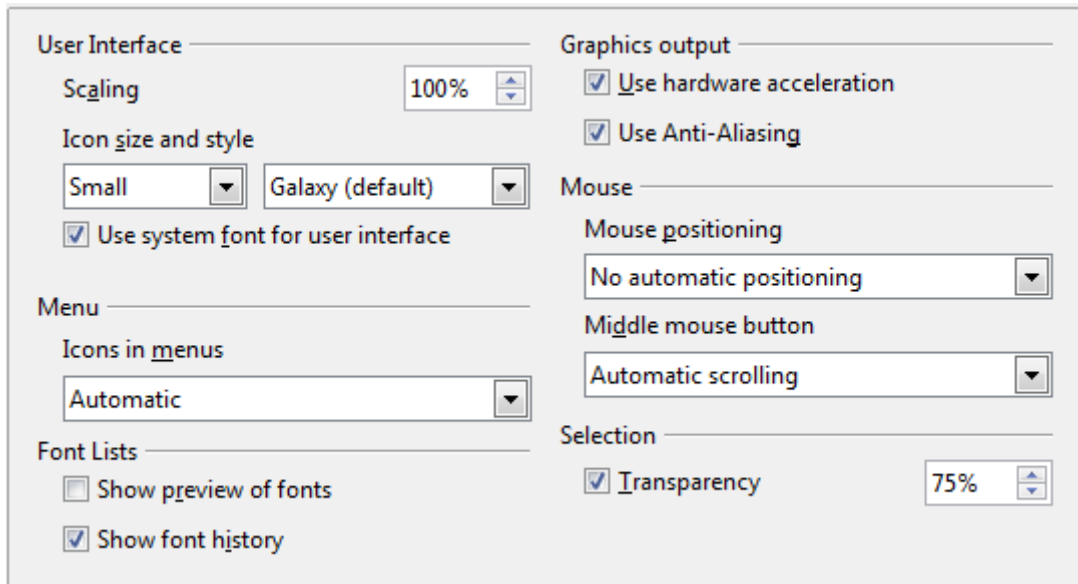 User Interface
Scaling 100%
Icon size and style
Small Galaxy (default)
Use system font for user interface
Menu
Icons in menus
Automatic
Font Lists
Show preview of fonts
Show font history
Graphics output
Use hardware acceleration
Use Anti-Aliasing
Mouse
Mouse positioning
No automatic positioning
Middle mouse button
Automatic scrolling
Selection
Transparency 75%